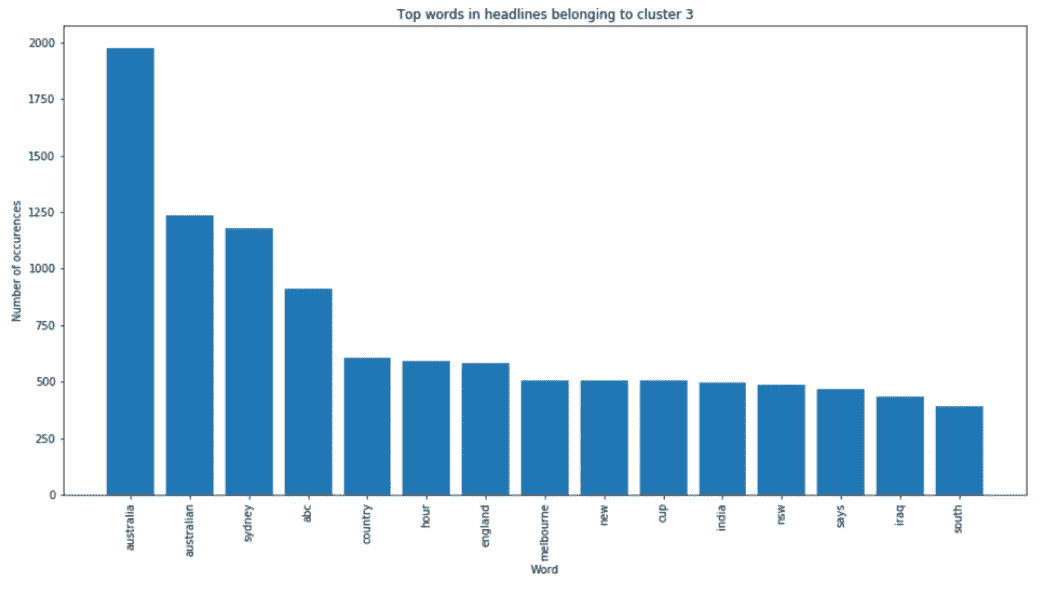 Top words in headlines belonging to cluster 3
Number of occurences
2000
1750
1500
1250
1000
750
500
250
0
australia
australian
sydney
abc
country
hour
england
melbourne
new
cup
india
nsw
says
iraq
south
Word